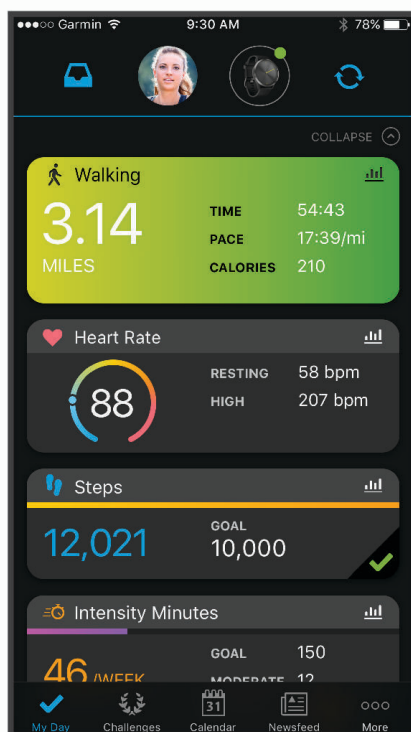 ●●●○○ Garmin 9:30 AM 78%
COLLAPSE
Walking
3.14
MILES
TIME 54:43
PACE 17:39/mi
CALORIES 210
Heart Rate
88
RESTING 58 bpm
HIGH 207 bpm
Steps
12,021
GOAL
10,000
Intensity Minutes
46 /WEEK
GOAL 150
MODERATE 12
31
My Day Challenges Calendar Newsfeed More